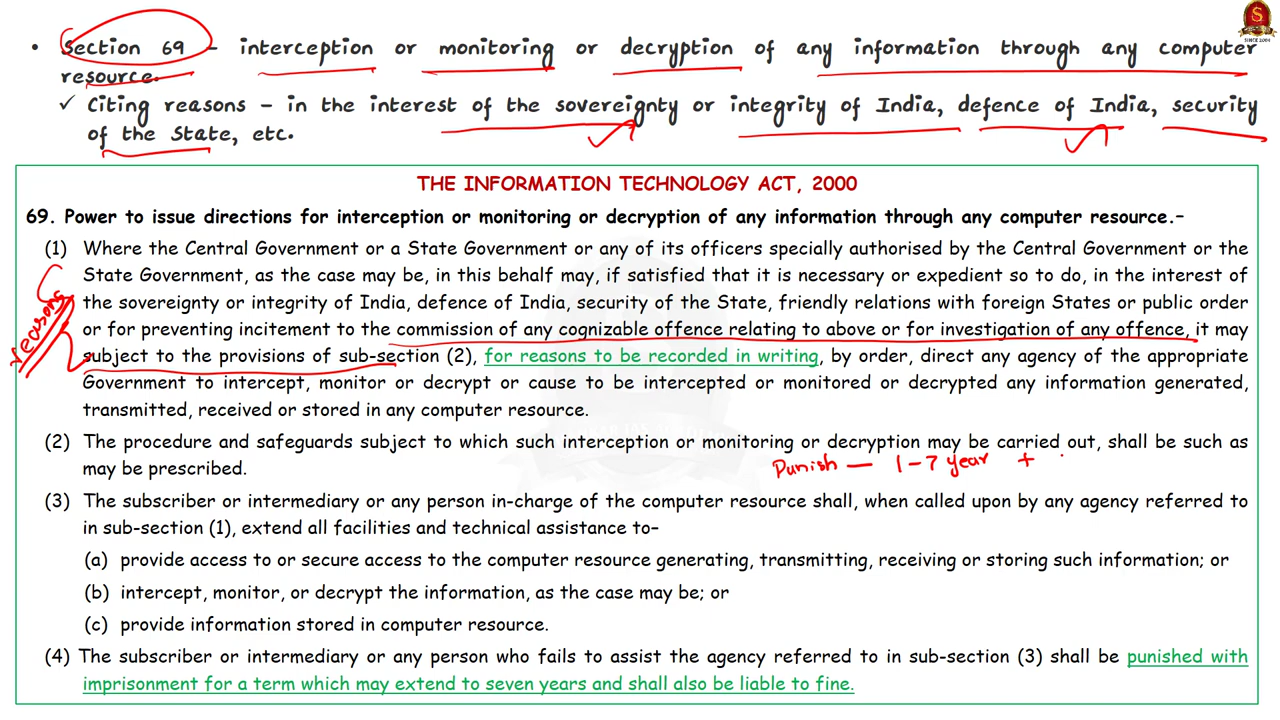 • Section 69 - interception or monitoring or decryption of any information through any computer
resource.
✓ Citing reasons - in the interest of the sovereignty or integrity of India, defence of India, security
of the State, etc.
THE INFORMATION TECHNOLOGY ACT, 2000
69. Power to issue directions for interception or monitoring or decryption of any information through any computer resource.-
(1) Where the Central Government or a State Government or any of its officers specially authorised by the Central Government or the
State Government, as the case may be, in this behalf may, if satisfied that it is necessary or expedient so to do, in the interest of
the sovereignty or integrity of India, defence of India, security of the State, friendly relations with foreign States or public order
or for preventing incitement to the commission of any cognizable offence relating to above or for investigation of any offence, it may
subject to the provisions of sub-section (2), for reasons to be recorded in writing, by order, direct any agency of the appropriate
Government to intercept, monitor or decrypt or cause to be intercepted or monitored or decrypted any information generated,
transmitted, received or stored in any computer resource.
reasons
(2) The procedure and safeguards subject to which such interception or monitoring or decryption may be carried out, shall be such as
may be prescribed.
Punish — 1-7 year +
(3) The subscriber or intermediary or any person in-charge of the computer resource shall, when called upon by any agency referred to
in sub-section (1), extend all facilities and technical assistance to-
(a) provide access to or secure access to the computer resource generating, transmitting, receiving or storing such information; or
(b) intercept, monitor, or decrypt the information, as the case may be; or
(c) provide information stored in computer resource.
(4) The subscriber or intermediary or any person who fails to assist the agency referred to in sub-section (3) shall be punished with
imprisonment for a term which may extend to seven years and shall also be liable to fine.
S
SINCE 2004